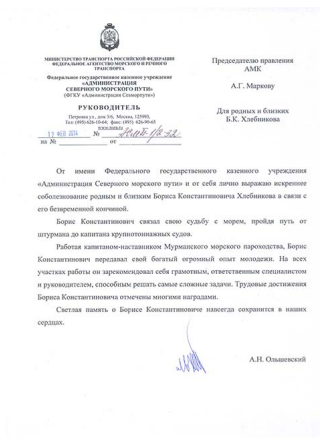 МИНИСТЕРСТВО ТРАНСПОРТА РОССИЙСКОЙ ФЕДЕРАЦИИ
ФЕДЕРАЛЬНОЕ АГЕНТСТВО МОРСКОГО И РЕЧНОГО
ТРАНСПОРТА
Федеральное государственное казенное учреждение
«АДМИНИСТРАЦИЯ
СЕВЕРНОГО МОРСКОГО ПУТИ»
(ФГКУ «Администрация Севморпути»)
РУКОВОДИТЕЛЬ
Петровка ул., дом 3/6, Москва, 125993,
№
на № от
Председателю правления
АМК
А.Г. Маркову
Для родных и близких
Б.К. Хлебникова
От имени Федерального государственного казенного учреждения
«Администрация Северного морского пути» и от себя лично выражаю искреннее
соболезнование родным и близким Бориса Константиновича Хлебникова в связи с
его безвременной кончиной.
Борис Константинович связал свою судьбу с морем, пройдя путь от
штурмана до капитана крупнотоннажных судов.
Работая капитаном-наставником Мурманского морского пароходства, Борис
Константинович передавал свой богатый огромный опыт молодежи. На всех
участках работы он зарекомендовал себя грамотным, ответственным специалистом
и руководителем, способным решать самые сложные задачи. Трудовые достижения
Бориса Константиновича отмечены многими наградами.
Светлая память о Борисе Константиновиче навсегда сохранится в наших
сердцах.
А.Н. Ольшевский